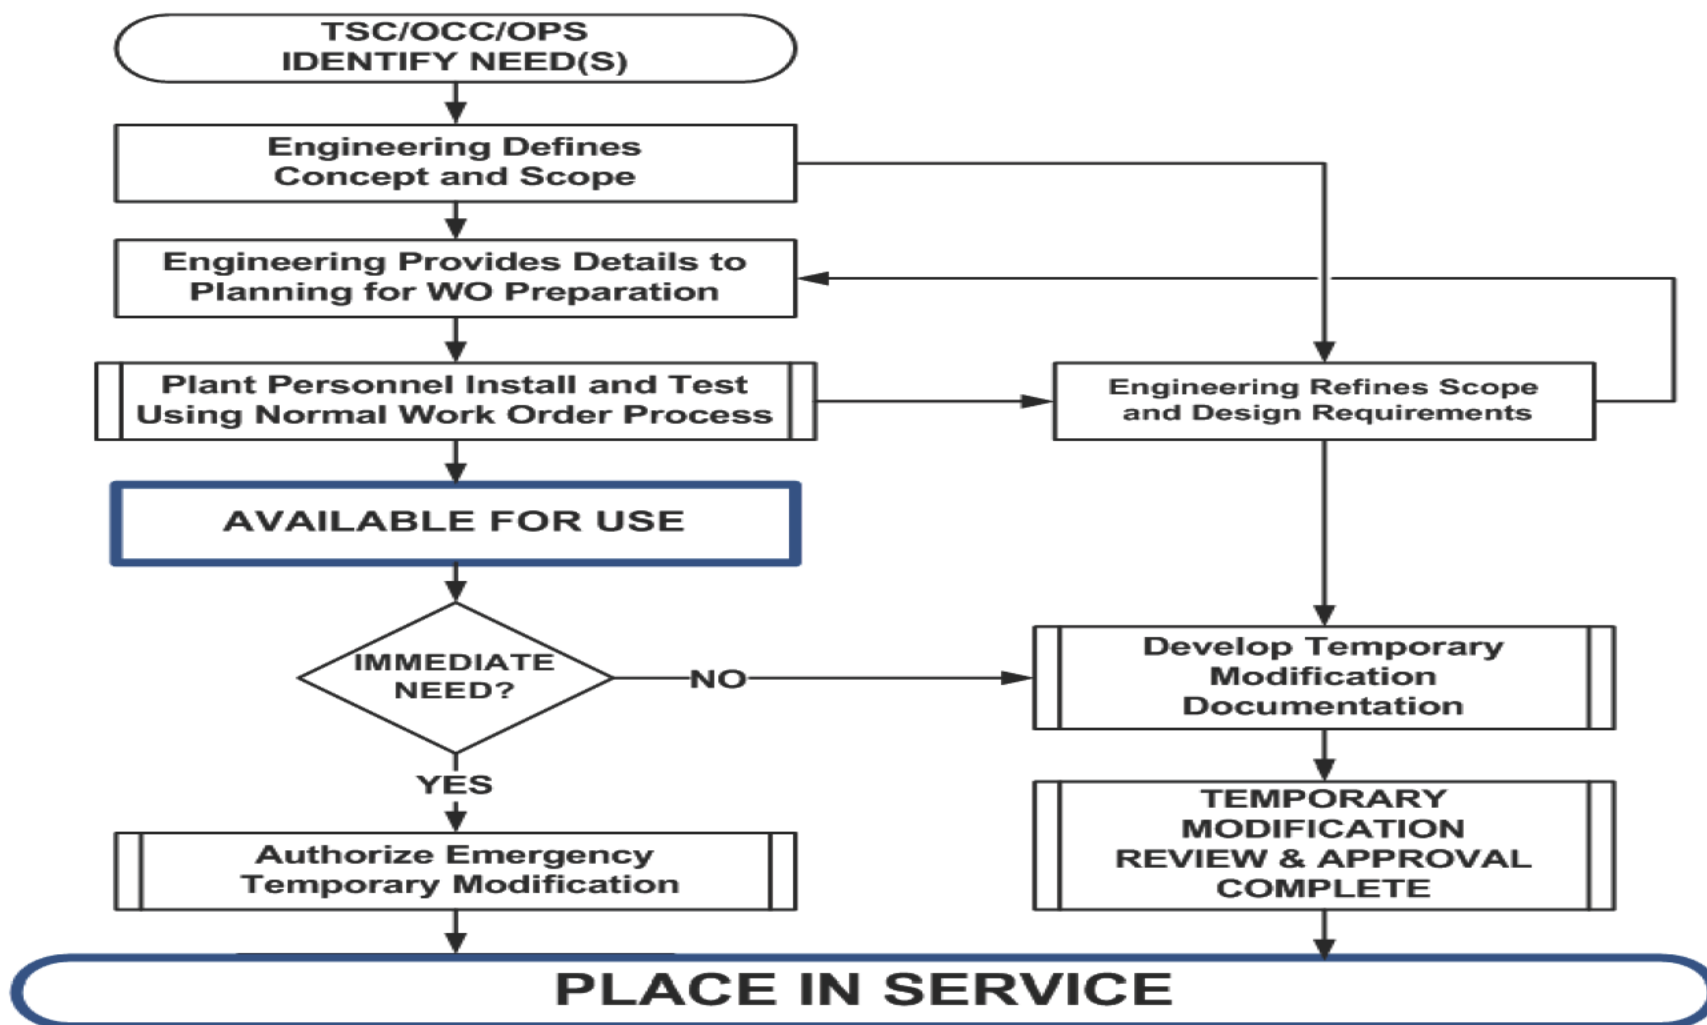 TSC/OCC/OPS
IDENTIFY NEED(S)
Engineering Defines
Concept and Scope
Engineering Provides Details to
Planning for WO Preparation
Plant Personnel Install and Test
Using Normal Work Order Process
Engineering Refines Scope
and Design Requirements
AVAILABLE FOR USE
IMMEDIATE
NEED?
NO
Develop Temporary
Modification
Documentation
YES
TEMPORARY
MODIFICATION
REVIEW & APPROVAL
COMPLETE
Authorize Emergency
Temporary Modification
PLACE IN SERVICE